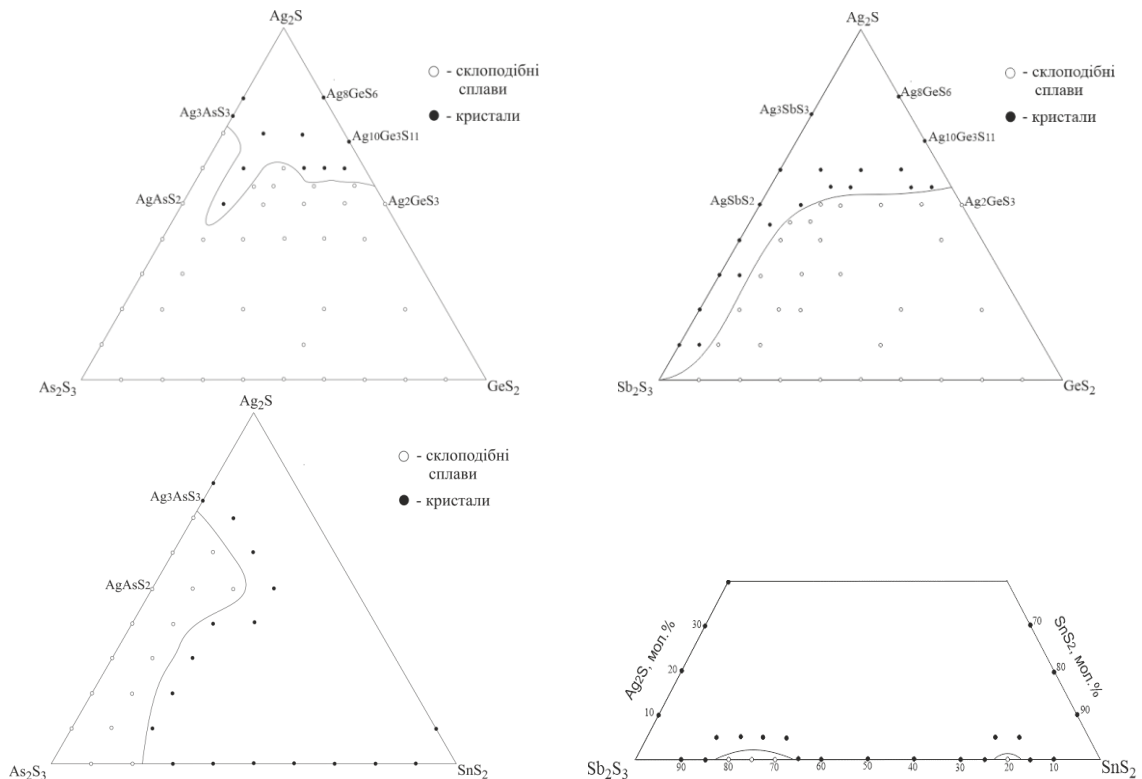 Ag2S
○ - склоподібні
сплави
● - кристали
Ag8GeS6
Ag3AsS3
Ag10Ge3S11
AgAsS2
Ag2GeS3
As2S3
GeS2
Ag2S
○ - склоподібні
сплави
● - кристали
Ag8GeS6
Ag3SbS3
Ag10Ge3S11
AgSbS2
Ag2GeS3
Sb2S3
GeS2
Ag2S
○ - склоподібні
сплави
● - кристали
Ag3AsS3
AgAsS2
As2S3
SnS2
Ag2S, мол.%
30
20
10
SnS2, мол.%
70
80
90
Sb2S3
90 80 70 60 50 40 30 20 10
SnS2